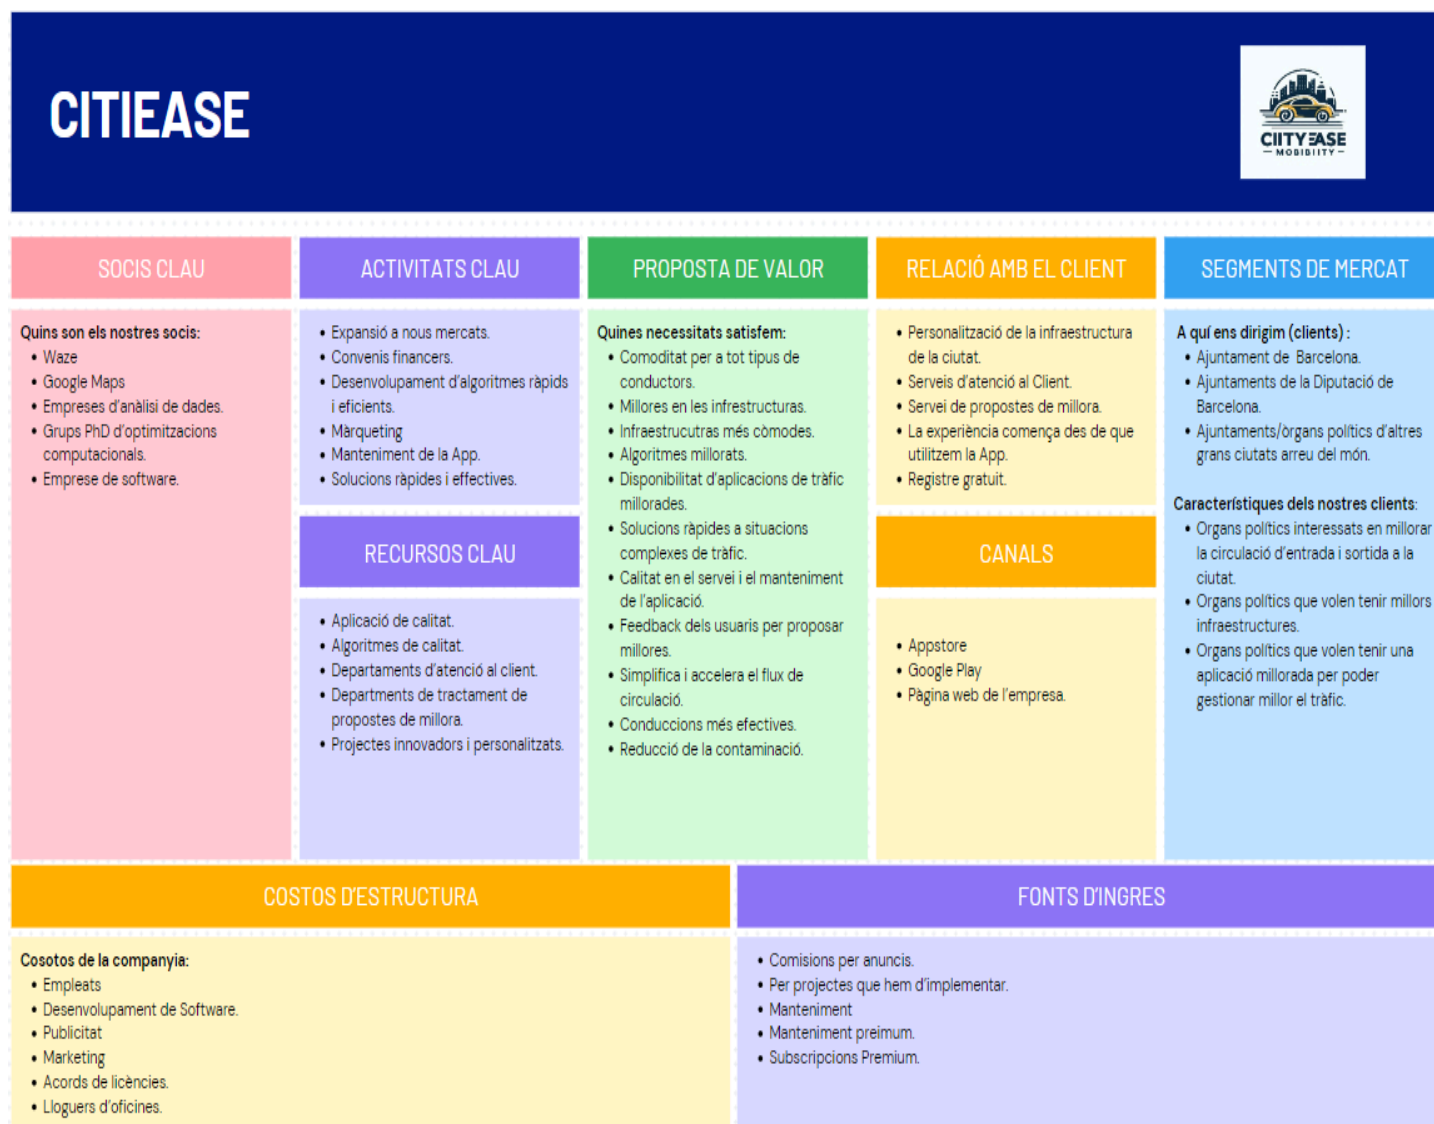 CITIEASE
CIITY EASE
MOBIBIITY
SOCIS CLAU
Quins son els nostres socis:
• Waze
• Google Maps
• Empreses d'anàlisi de dades.
• Grups PhD d'optimitzacions
computacionals.
• Emprese de software.
ACTIVITATS CLAU
• Expansió a nous mercats.
• Convenis financers.
• Desenvolupament d'algoritmes ràpids
i eficients.
• Màrqueting
• Manteniment de la App.
• Solucions ràpides i effectives.
RECURSOS CLAU
• Aplicació de calitat.
• Algoritmes de calitat.
• Departaments d'atenció al client.
• Departments de tractament de
propostes de millora.
• Projectes innovadors i personalitzats.
PROPOSTA DE VALOR
Quines necessitats satisfem:
• Comoditat per a tot tipus de
conductors.
• Millores en les infrestructuras.
• Infraestrucutras més còmodes.
• Algoritmes millorats.
• Disponibilitat d'aplicacions de tràfic
millorades.
• Solucions ràpides a situacions
complexes de tràfic.
• Calitat en el servei i el manteniment
de l'aplicació.
• Feedback dels usuaris per proposar
millores.
• Simplifica i accelera el flux de
circulació.
• Conduccions més efectives.
• Reducció de la contaminació.
RELACIÓ AMB EL CLIENT
• Personalització de la infraestructura
de la ciutat.
• Serveis d'atenció al Client.
• Servei de propostes de millora.
• La experiència comença des de que
utilitzem la App.
• Registre gratuit.
CANALS
• Appstore
• Google Play
• Pàgina web de l'empresa.
SEGMENTS DE MERCAT
A quí ens dirigim (clients) :
• Ajuntament de Barcelona.
• Ajuntaments de la Diputació de
Barcelona.
• Ajuntaments/òrgans polítics d'altres
grans ciutats arreu del món.
Característiques dels nostres clients:
• Organs polítics interessats en millorar
la circulació d'entrada i sortida a la
ciutat.
• Organs polítics que volen tenir millors
infraestructures.
• Organs polítics que volen tenir una
aplicació millorada per poder
gestionar millor el tràfic.
COSTOS D'ESTRUCTURA
Cosotos de la companyia:
• Empleats
• Desenvolupament de Software.
• Publicitat
• Marketing
• Acords de licències.
• Lloguers d'oficines.
FONTS D'INGRES
• Comisions per anuncis.
• Per projectes que hem d'implementar.
• Manteniment
• Manteniment preimum.
• Subscripcions Premium.